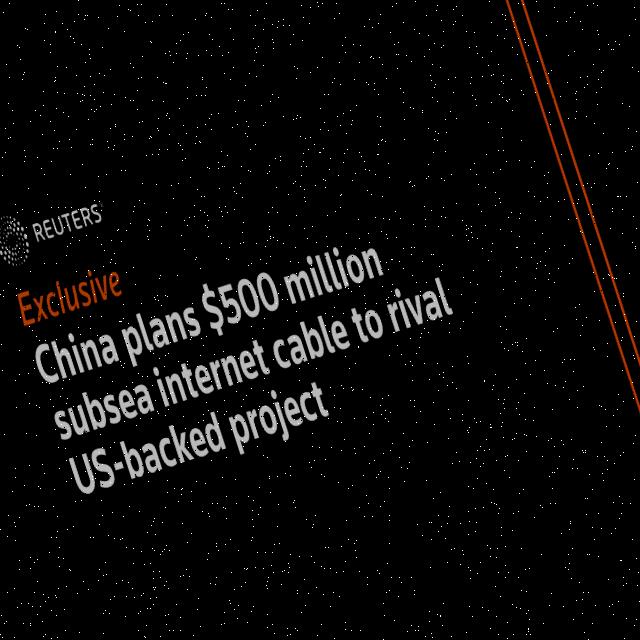 REUTERS
Exclusive
China plans $500 million
subsea internet cable to rival
US-backed project